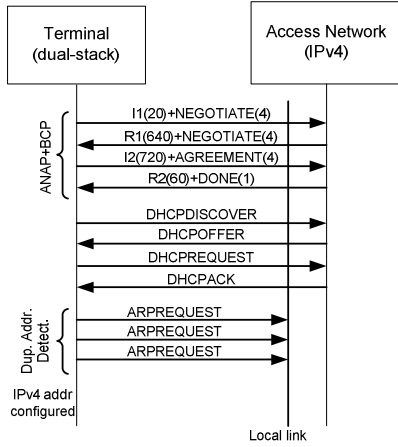 Terminal
(dual-stack)
Access Network
(IPv4)
ANAP+BCP
I1(20)+NEGOTIATE(4)
R1(640)+NEGOTIATE(4)
I2(720)+AGREEMENT(4)
R2(60)+DONE(1)
DHCPDISCOVER
DHCPOFFER
DHCPREQUEST
DHCPACK
Dup. Addr.
Detect.
ARPREQUEST
ARPREQUEST
ARPREQUEST
IPv4 addr
configured
Local link